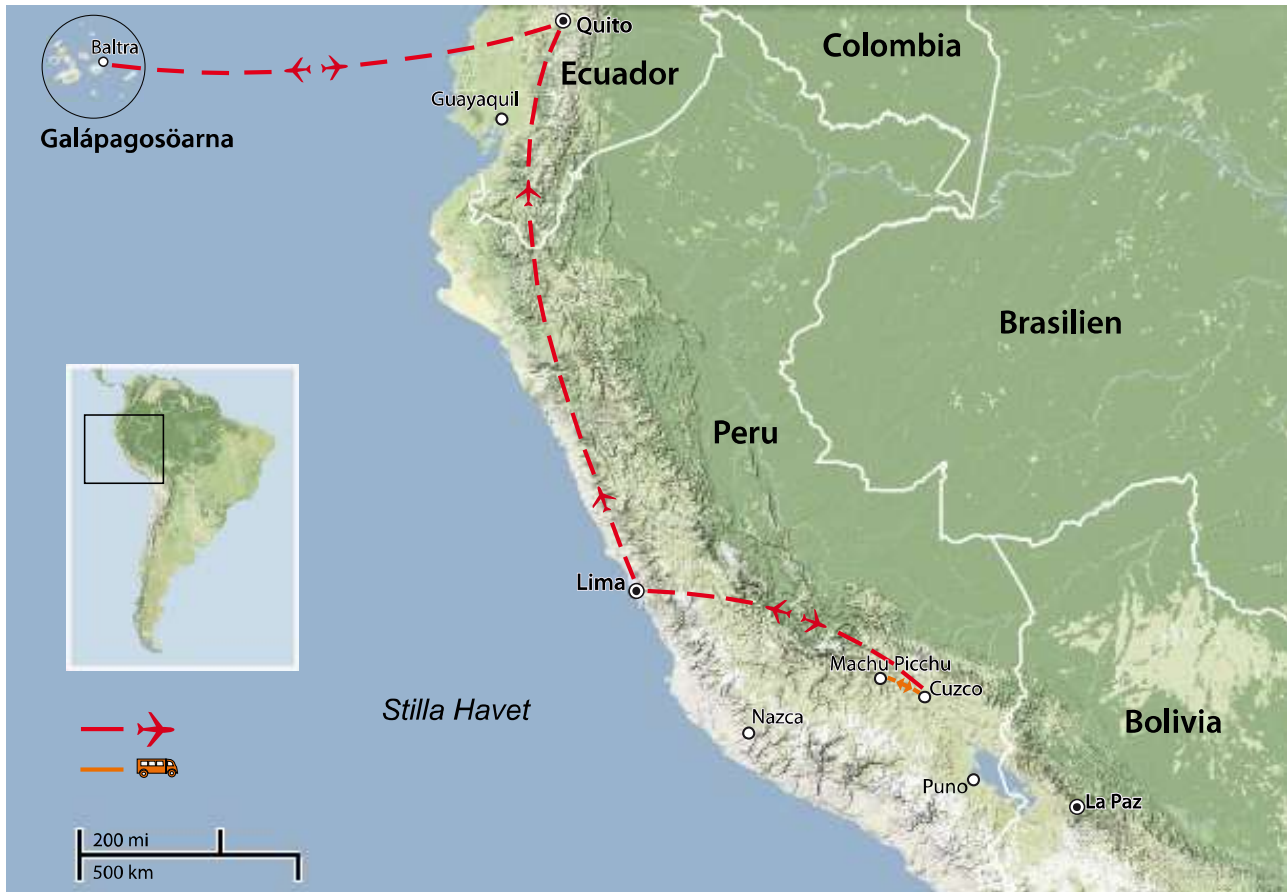 Baltra
Galápagosöarna
Quito
Ecuador
Colombia
Guayaquil
Brasilien
Peru
Lima
Machu Picchu
Cuzco
Stilla Havet
Nazca
Bolivia
Puno
La Paz
200 mi
500 km